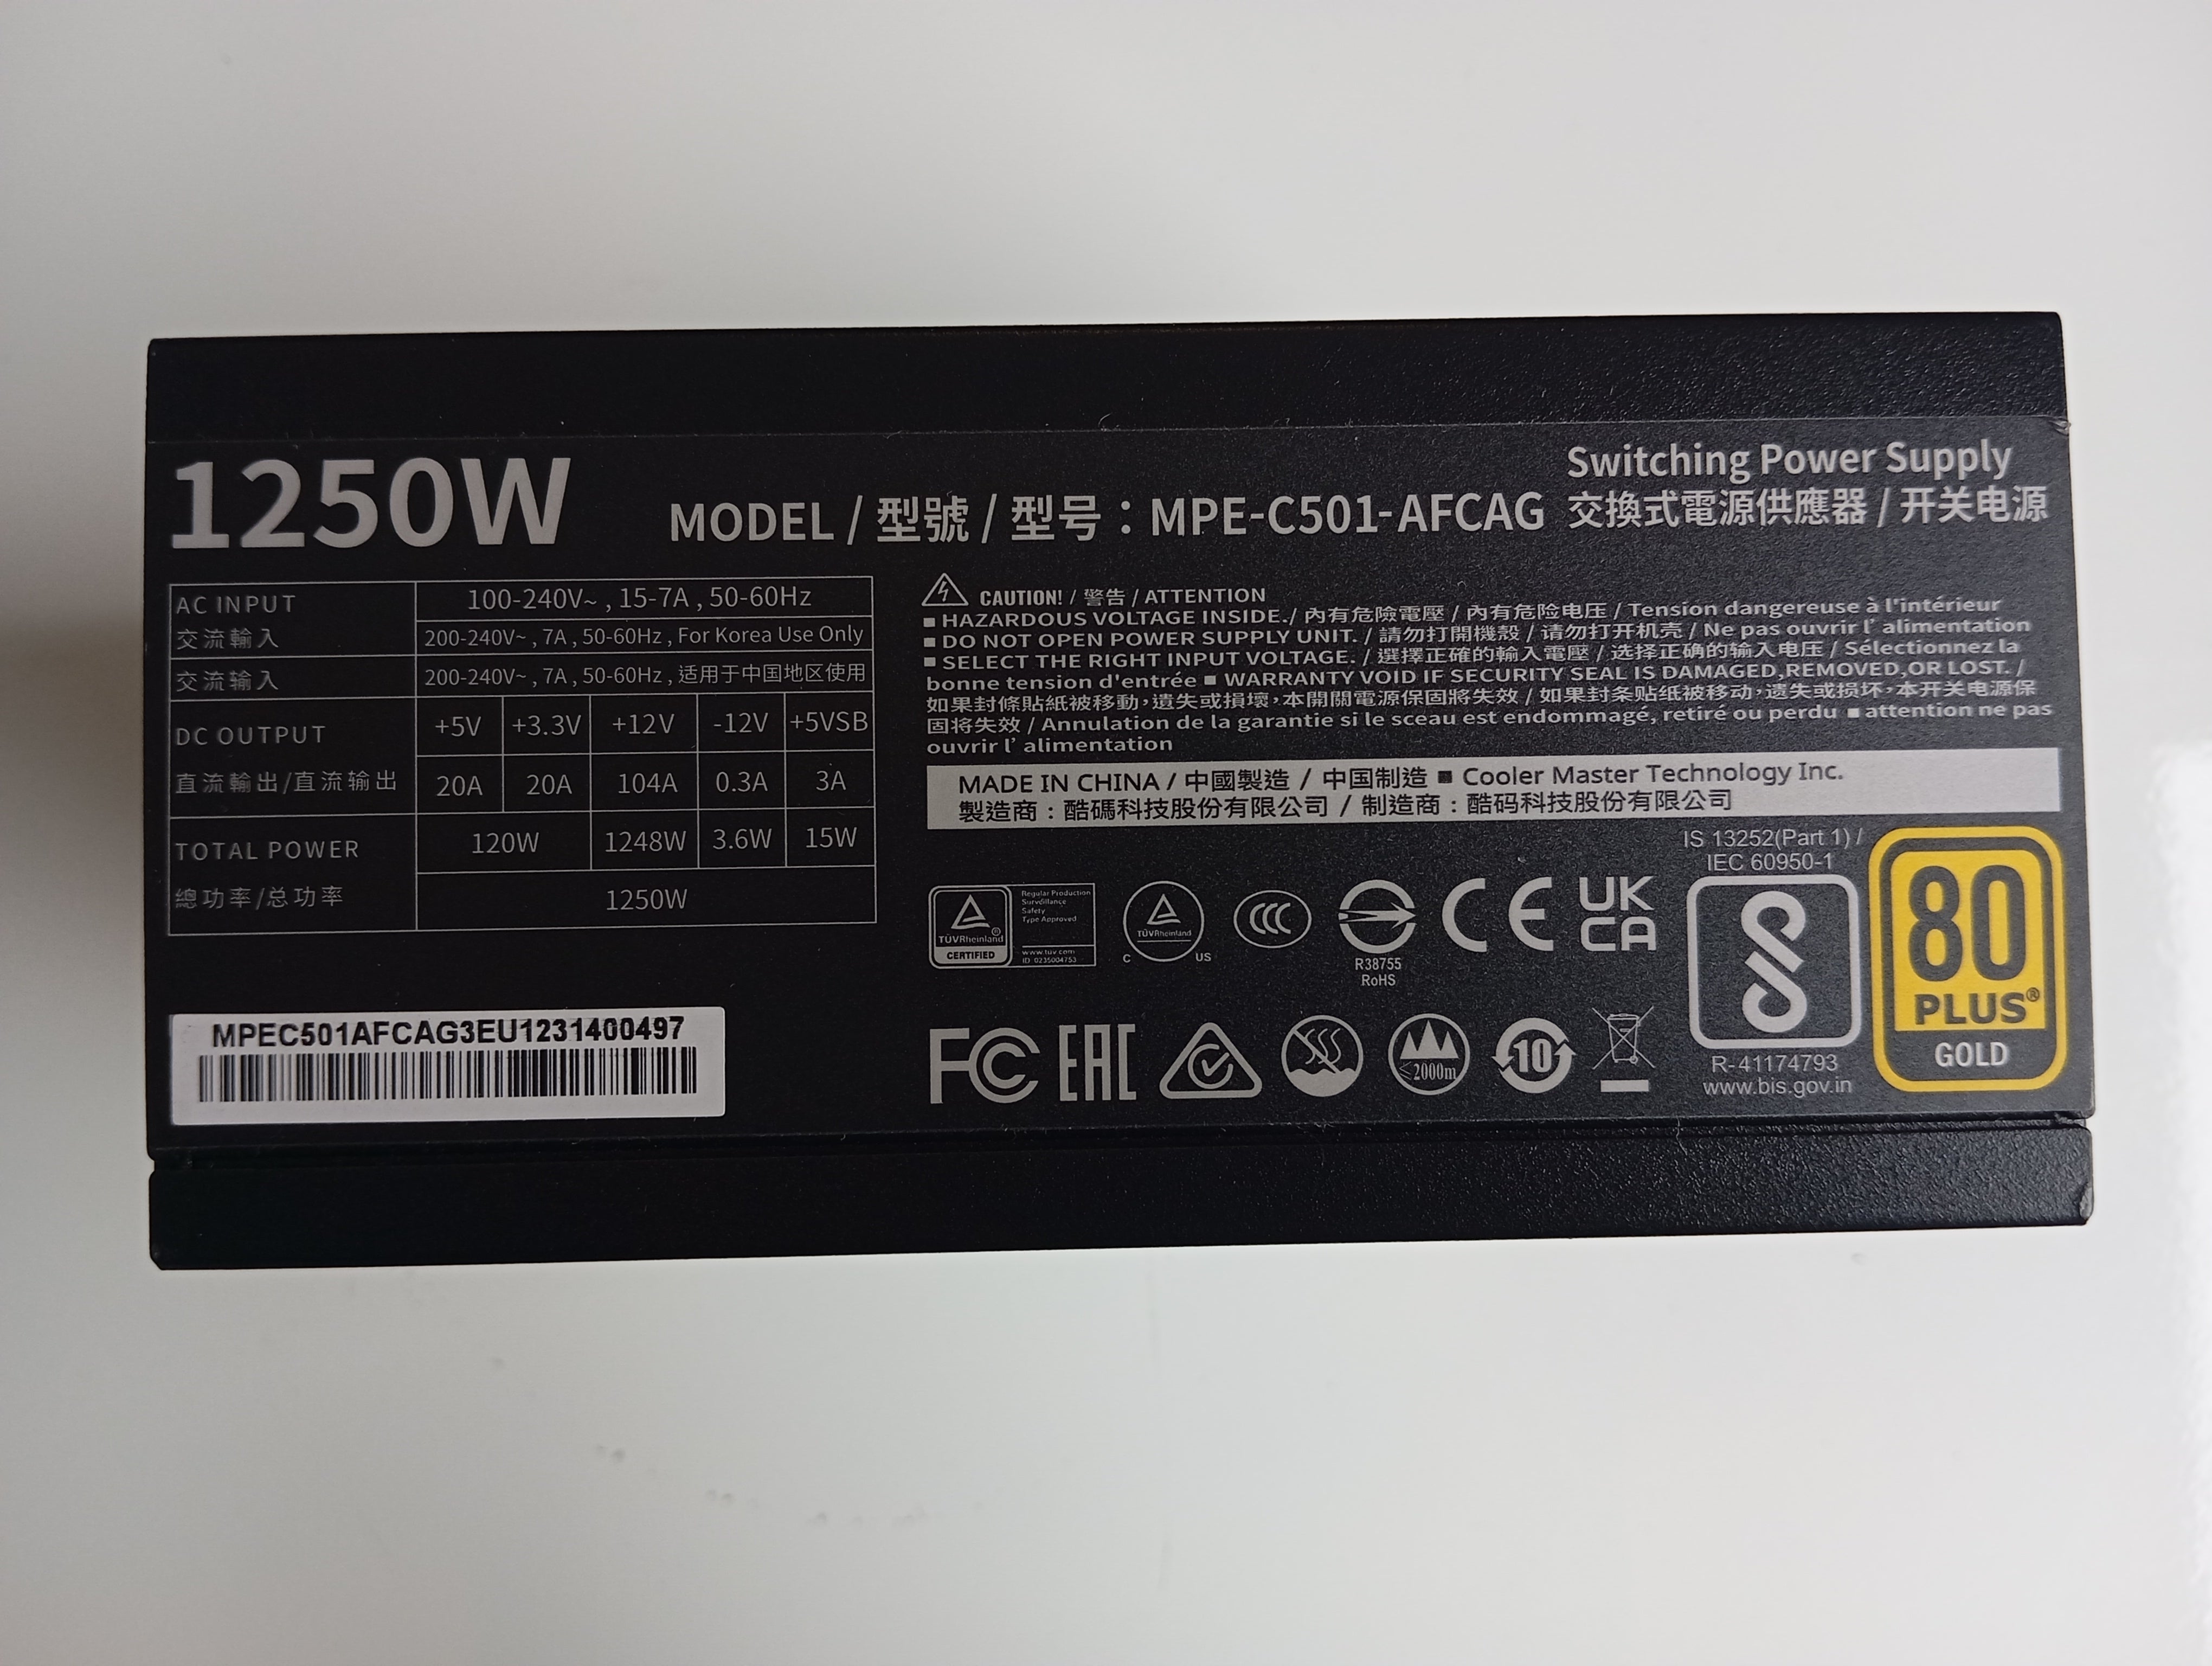 1250W
MODEL / 型號 / 型号：MPE-C501-AFCAG
Switching Power Supply
交換式電源供應器 / 开关电源
AC INPUT
交流輸入
100-240V~ , 15-7A , 50-60Hz
200-240V~ , 7A , 50-60Hz , For Korea Use Only
交流输入
200-240V~ , 7A , 50-60Hz , 适用于中国地区使用
DC OUTPUT
直流輸出/直流输出
+5V +3.3V +12V -12V +5VSB
20A 20A 104A 0.3A 3A
TOTAL POWER
總功率/总功率
120W 1248W 3.6W 15W
1250W
MPEC501AFCAG3EU1231400497
CAUTION! / 警告 / ATTENTION
■ HAZARDOUS VOLTAGE INSIDE. / 內有危險電壓 / 内有危险电压 / Tension dangereuse à l'intérieur
■ DO NOT OPEN POWER SUPPLY UNIT. / 請勿打開機殼 / 请勿打开机壳 / Ne pas ouvrir l' alimentation
■ SELECT THE RIGHT INPUT VOLTAGE. / 選擇正確的輸入電壓 / 选择正确的输入电压 / Sélectionnez la
bonne tension d'entrée ■ WARRANTY VOID IF SECURITY SEAL IS DAMAGED,REMOVED,OR LOST. /
如果封條貼紙被移動，遺失或損壞，本開關電源保固將失效 / 如果封条贴纸被移动，遗失或损坏，本开关电源保
固将失效 / Annulation de la garantie si le sceau est endommagé, retiré ou perdu ■ attention ne pas
ouvrir l' alimentation
MADE IN CHINA / 中國製造 / 中国制造 ■ Cooler Master Technology Inc.
製造商：酷碼科技股份有限公司 / 制造商：酷码科技股份有限公司
TÜVRheinland®
CERTIFIED
Regular Production
Surveillance
Safety
Type Approved
www.tuv.com
ID 0235004753
TÜVRheinland
C US
CCC
R38755
RoHS
CE
UK
CA
IS 13252(Part 1) /
IEC 60950-1
R-41174793
www.bis.gov.in
80
PLUS®
GOLD
FC
EAC
≤2000m
10